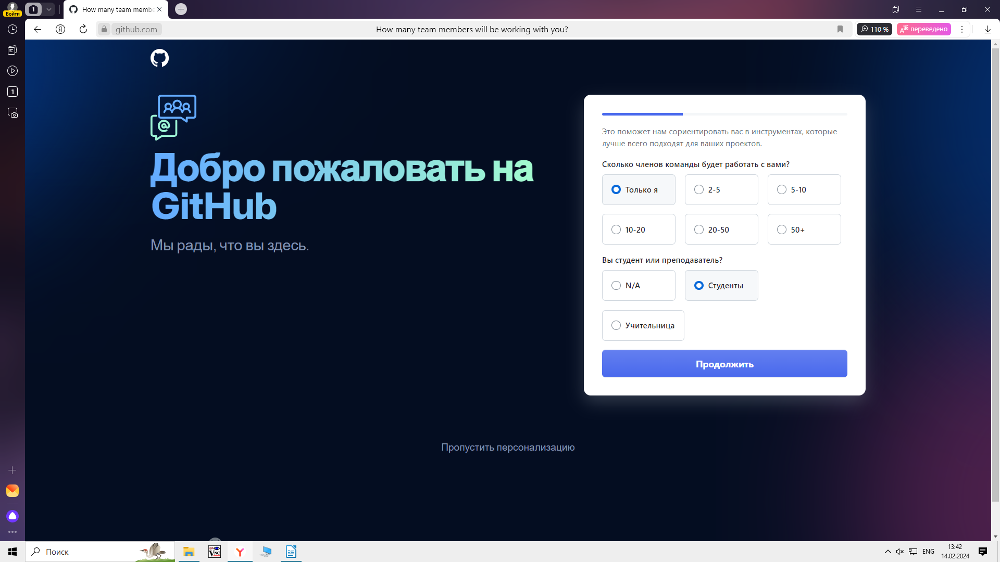 Войти
1
How many team membe
github.com
How many team members will be working with you?
110 %
переведено
1
Добро пожаловать на
GitHub
Мы рады, что вы здесь.
Это поможет нам сориентировать вас в инструментах, которые
лучше всего подходят для ваших проектов.
Сколько членов команды будет работать с вами?
Только я
2-5
5-10
10-20
20-50
50+
Вы студент или преподаватель?
N/A
Студенты
Учительница
Продолжить
Пропустить персонализацию
Поиск
VNC
ENG
13:42
14.02.2024